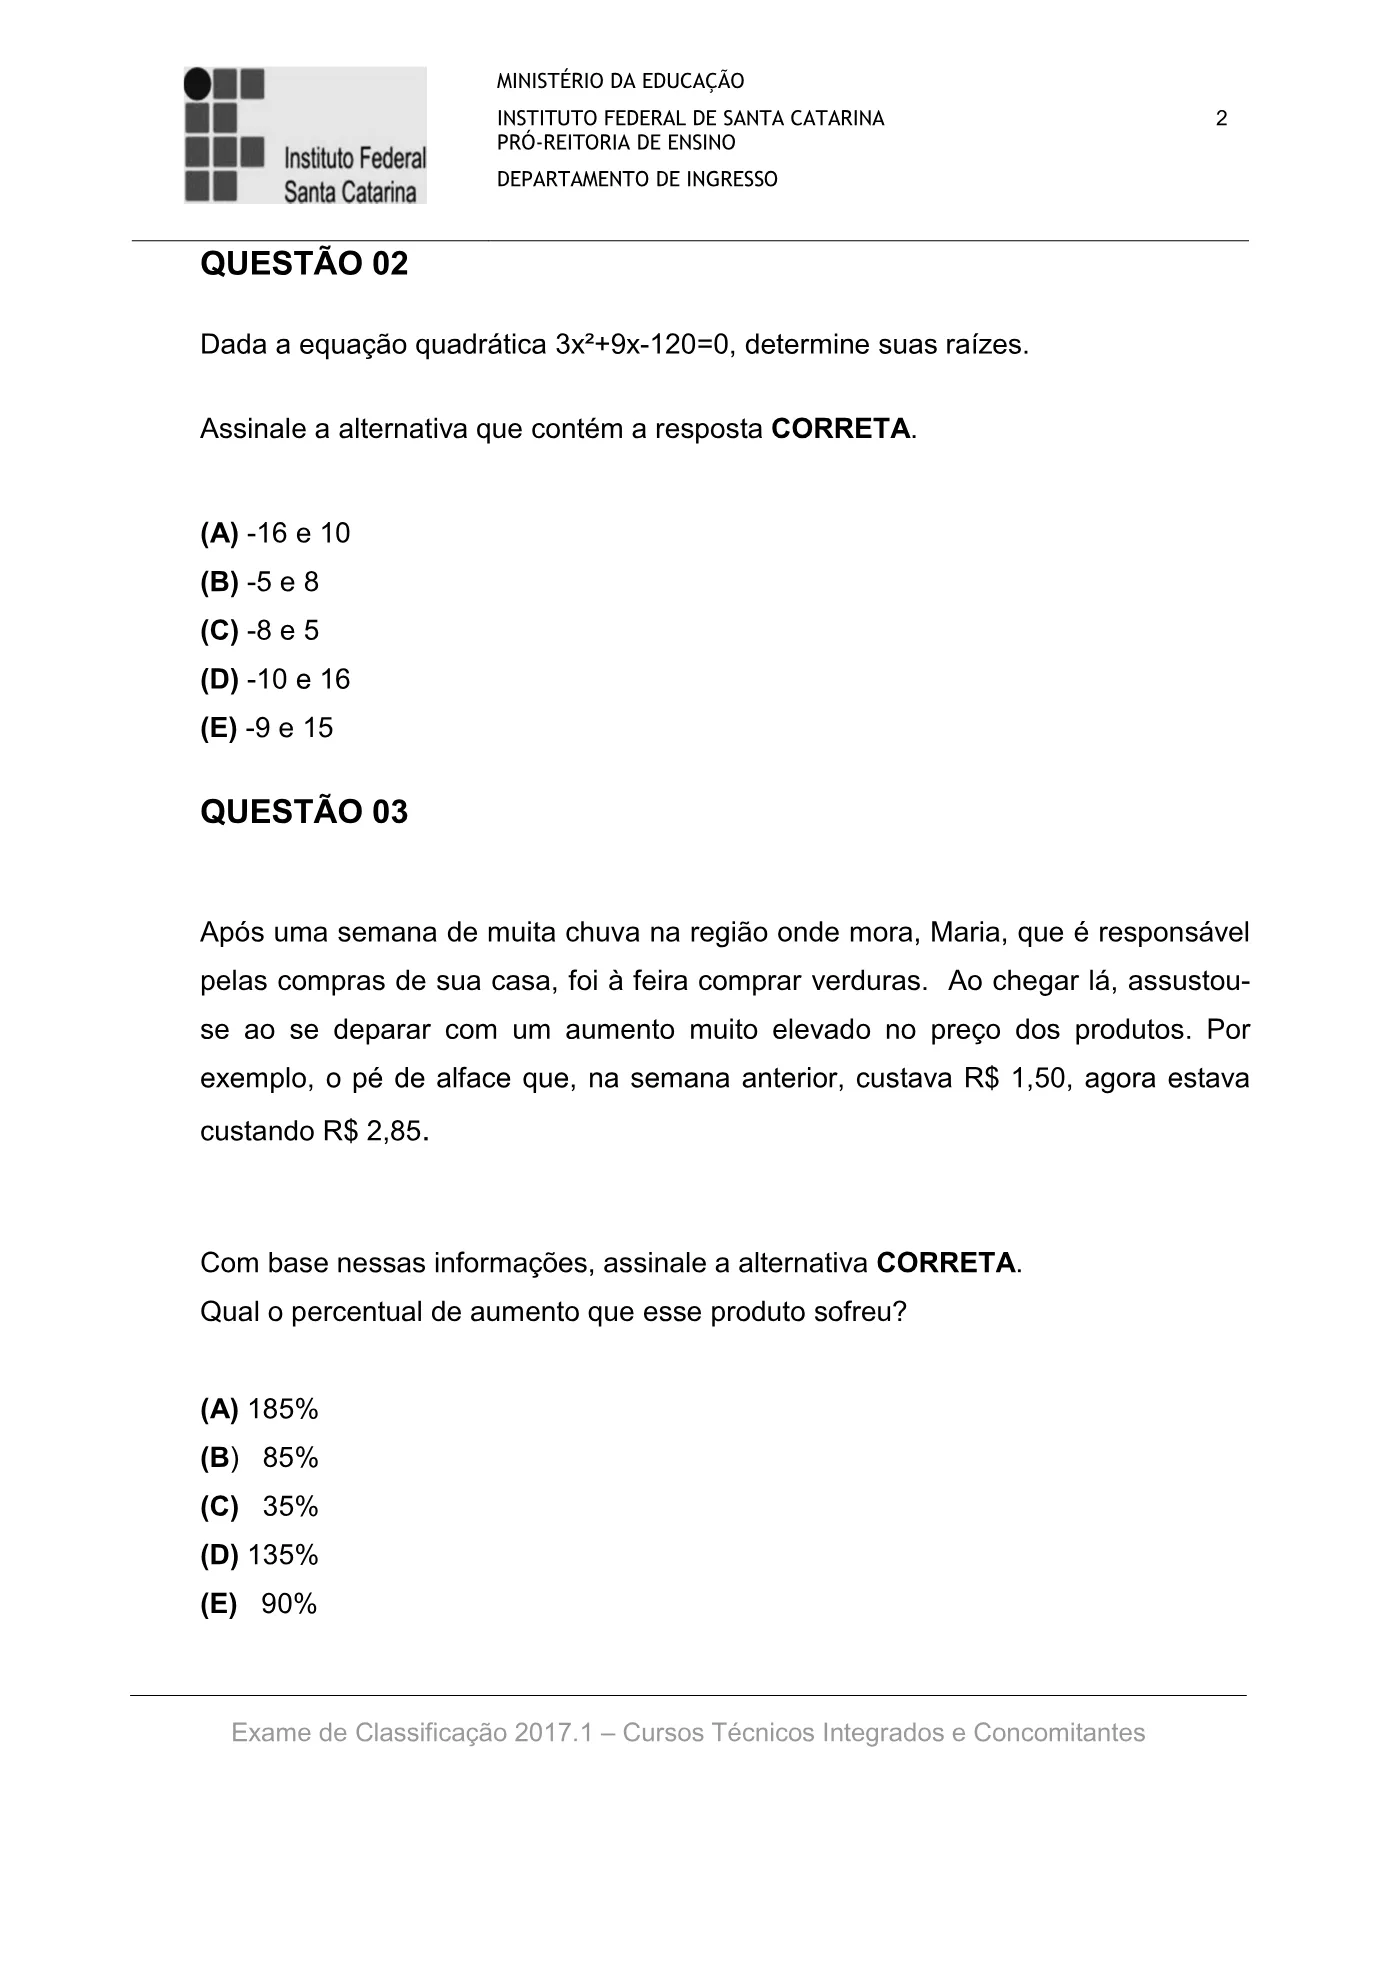 Instituto Federal
Santa Catarina
MINISTÉRIO DA EDUCAÇÃO
INSTITUTO FEDERAL DE SANTA CATARINA
PRÓ-REITORIA DE ENSINO
DEPARTAMENTO DE INGRESSO
2
QUESTÃO 02
Dada a equação quadrática 3x²+9x-120=0, determine suas raízes.
Assinale a alternativa que contém a resposta CORRETA.
(A) -16 e 10
(B) -5 e 8
(C) -8 e 5
(D) -10 e 16
(E) -9 e 15
QUESTÃO 03
Após uma semana de muita chuva na região onde mora, Maria, que é responsável
pelas compras de sua casa, foi à feira comprar verduras. Ao chegar lá, assustou-
se ao se deparar com um aumento muito elevado no preço dos produtos. Por
exemplo, o pé de alface que, na semana anterior, custava R$ 1,50, agora estava
custando R$ 2,85.
Com base nessas informações, assinale a alternativa CORRETA.
Qual o percentual de aumento que esse produto sofreu?
(A) 185%
(B) 85%
(C) 35%
(D) 135%
(E) 90%
Exame de Classificação 2017.1 – Cursos Técnicos Integrados e Concomitantes